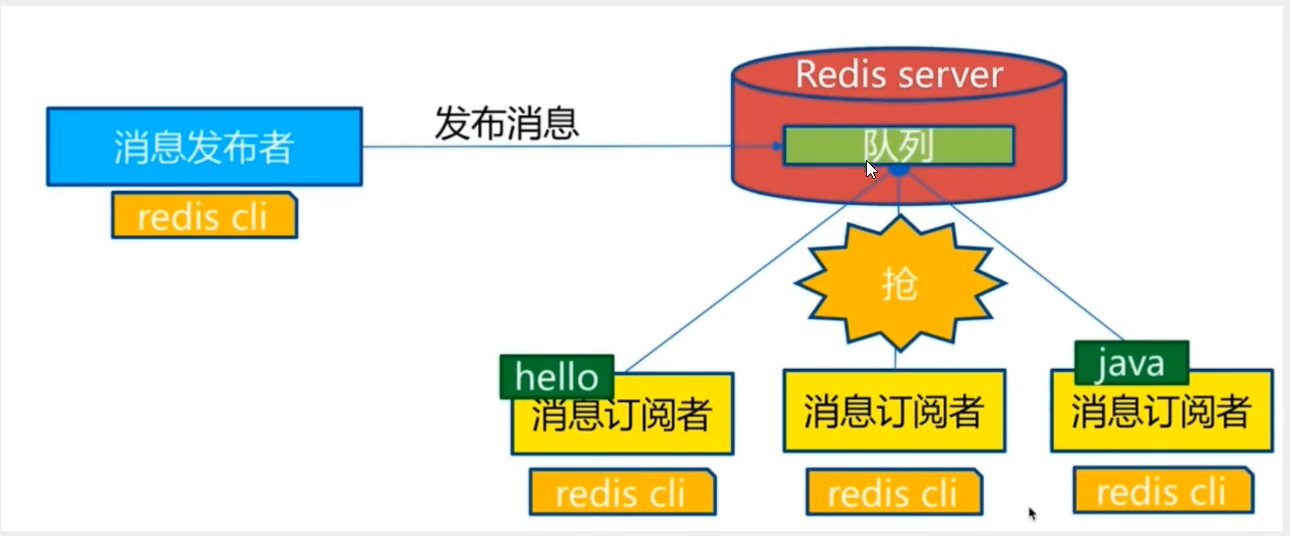 Redis server
发布消息
消息发布者
队列
redis cli
抢
hello
java
消息订阅者
消息订阅者
消息订阅者
redis cli
redis cli
redis cli